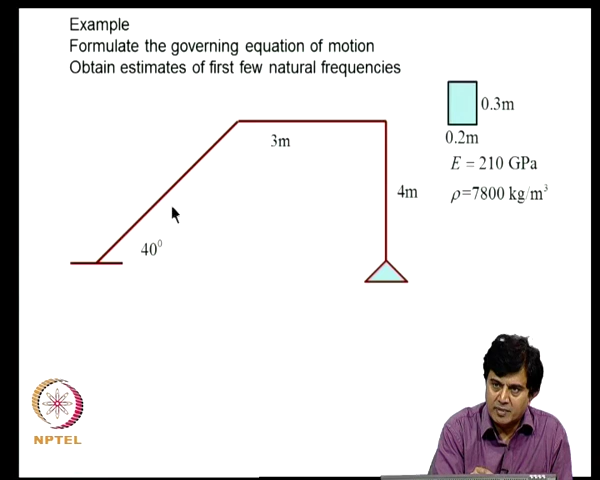 Example
Formulate the governing equation of motion
Obtain estimates of first few natural frequencies
0.3m
0.2m
3m
E = 210 GPa
4m
ρ=7800 kg/m³
40⁰
NPTEL